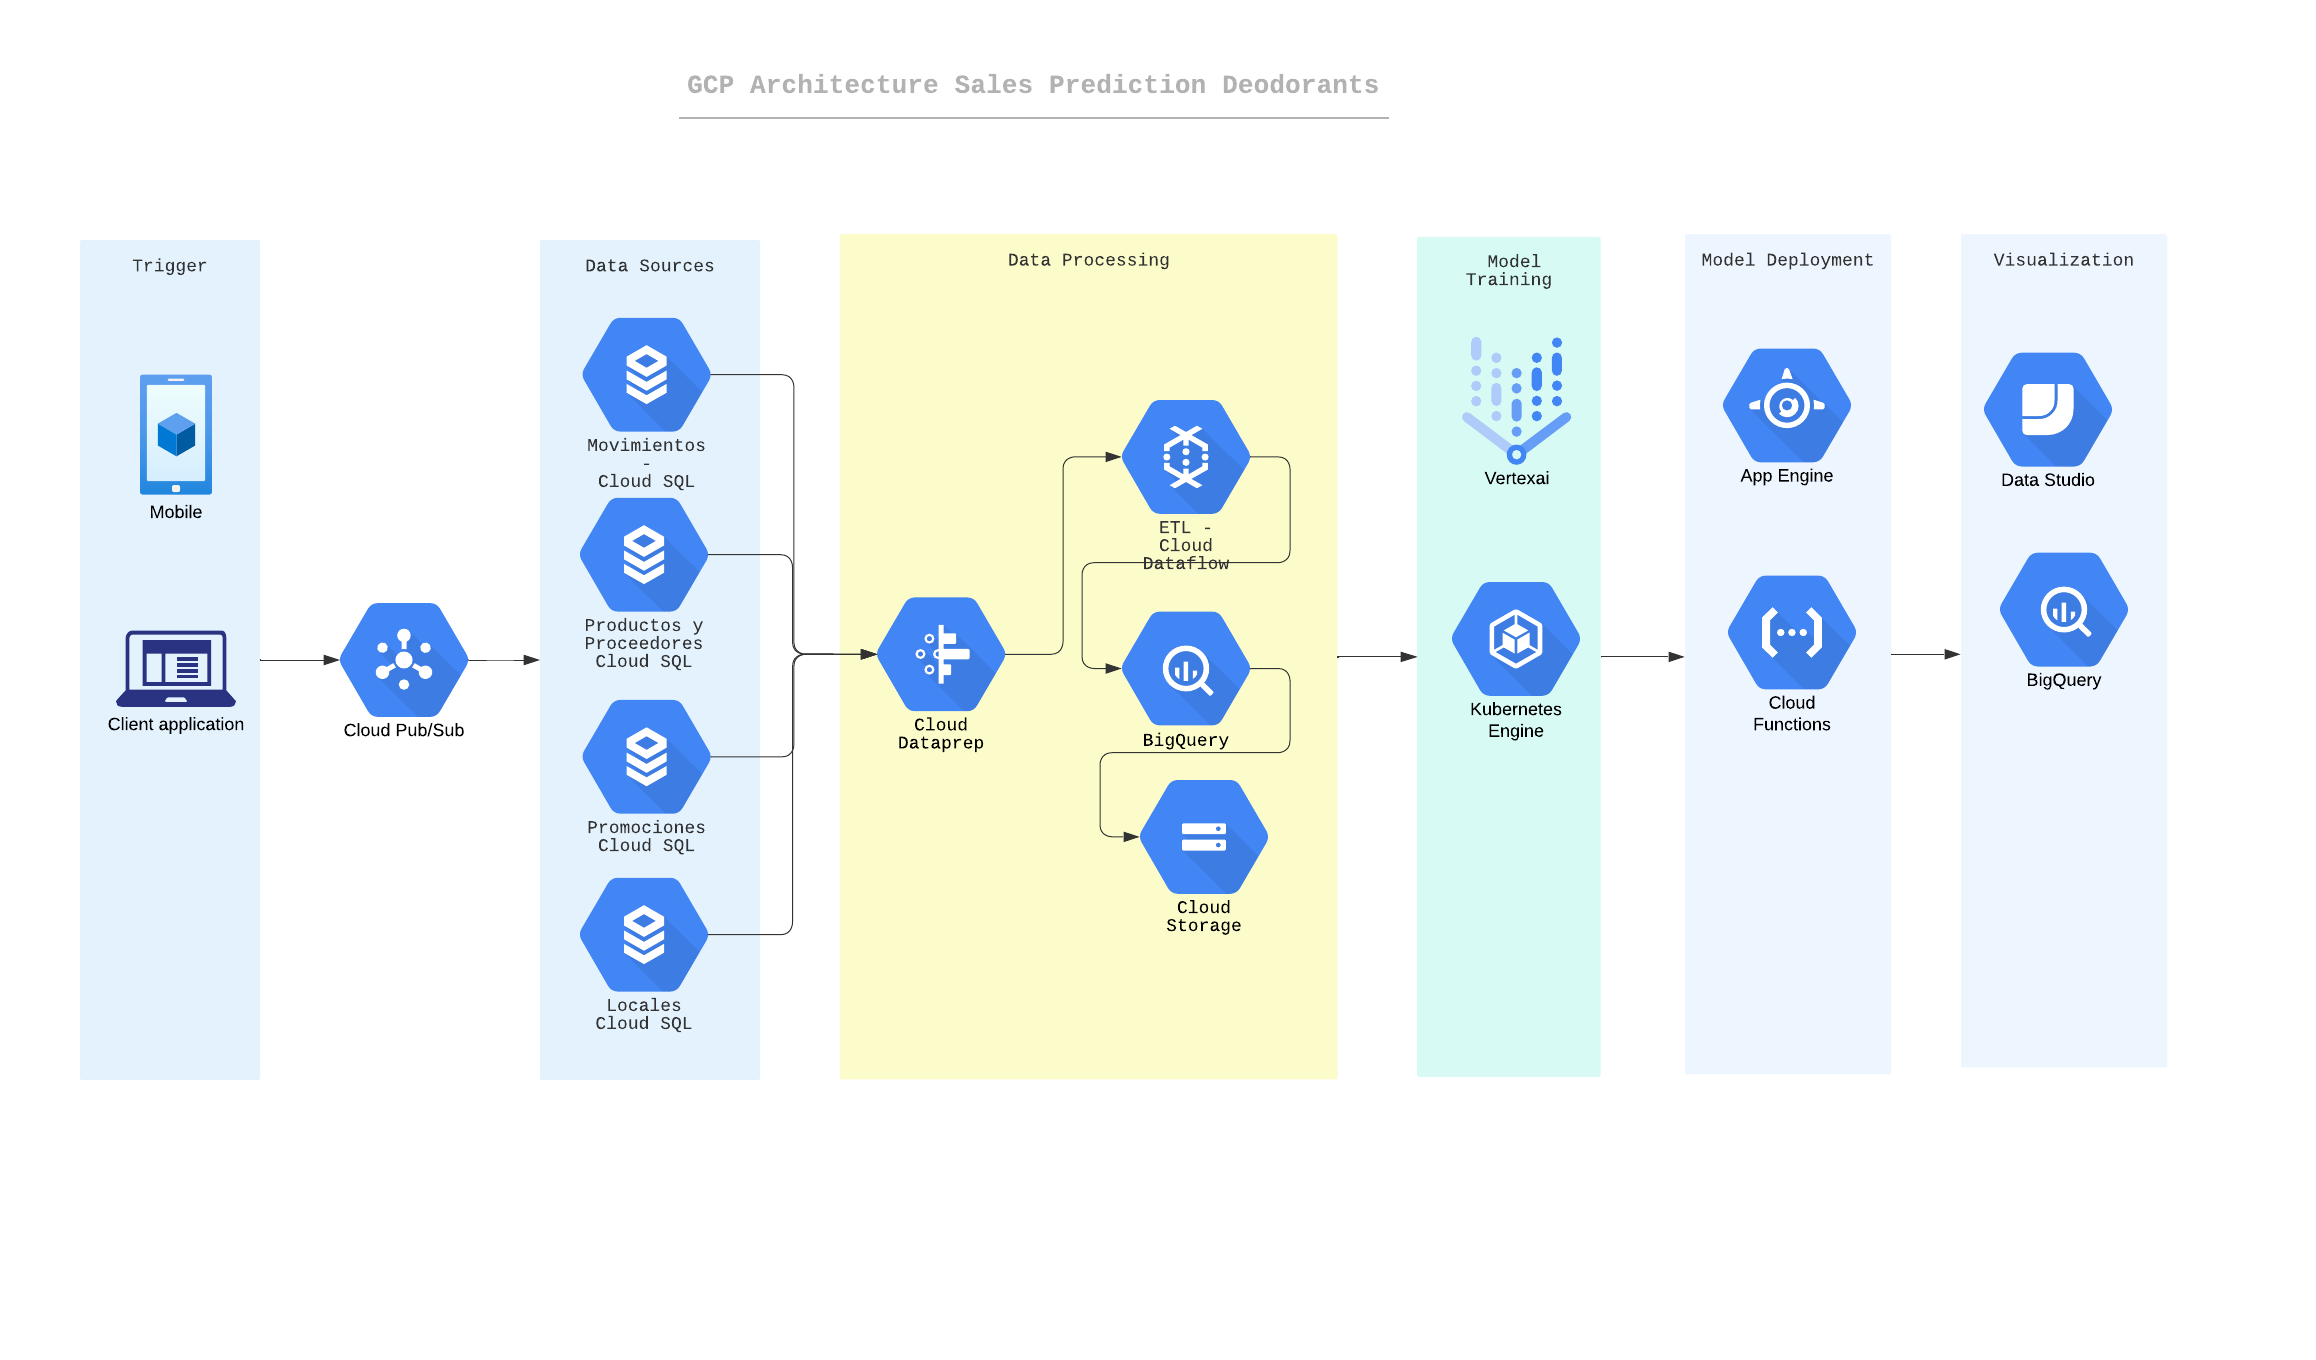 GCP Architecture Sales Prediction Deodorants
Trigger
Mobile
Client application
Cloud Pub/Sub
Data Sources
Movimientos
-
Cloud SQL
Productos y
Proceedores
Cloud SQL
Promociones
Cloud SQL
Locales
Cloud SQL
Data Processing
Cloud
Dataprep
ETL -
Cloud
Dataflow
BigQuery
Cloud
Storage
Model
Training
Vertexai
Kubernetes
Engine
Model Deployment
App Engine
Cloud
Functions
Visualization
Data Studio
BigQuery